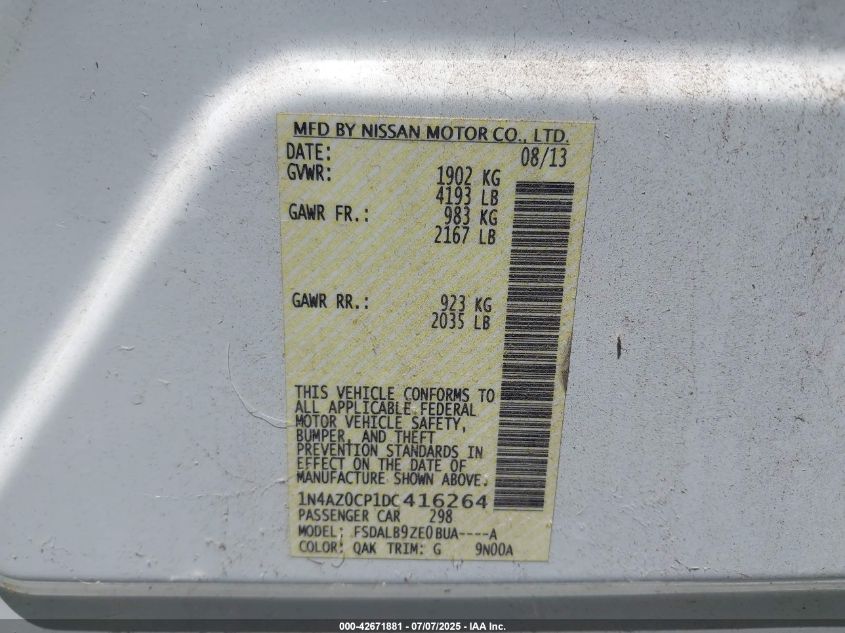 MFD BY NISSAN MOTOR CO., LTD.
DATE: 08/13
GVWR: 1902 KG
4193 LB
GAWR FR.: 983 KG
2167 LB
GAWR RR.: 923 KG
2035 LB
THIS VEHICLE CONFORMS TO
ALL APPLICABLE FEDERAL
MOTOR VEHICLE SAFETY,
BUMPER, AND THEFT
PREVENTION STANDARDS IN
EFFECT ON THE DATE OF
MANUFACTURE SHOWN ABOVE.
1N4AZ0CP1DC416264
PASSENGER CAR 298
MODEL: FSDALB9ZE0BUA----A
COLOR: QAK TRIM: G 9N00A
000-42671881 / 07/07/2025 - IAA Inc.